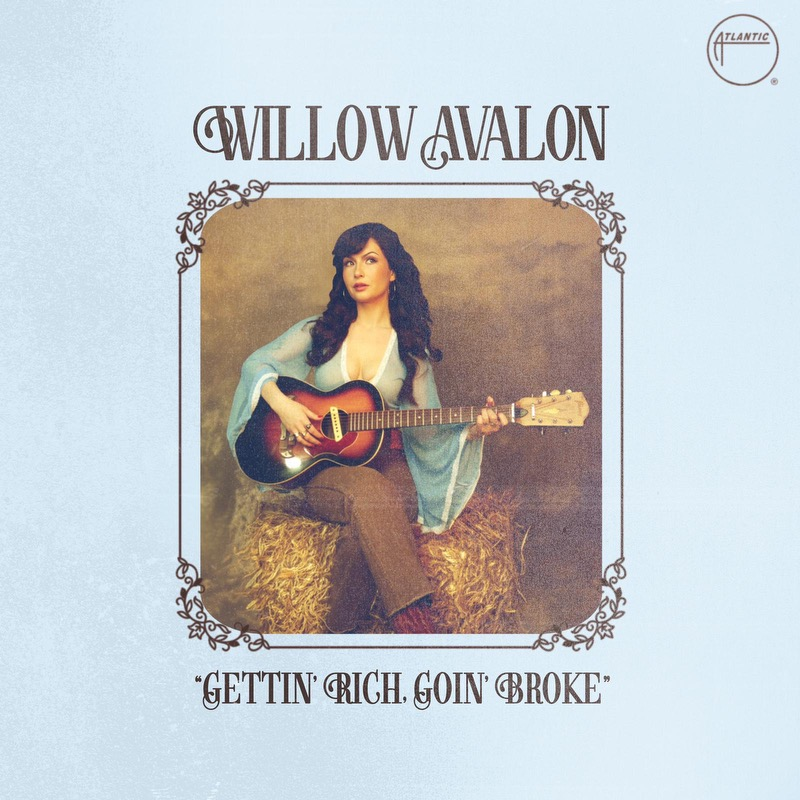 ATLANTIC
®
WILLOW AVALON
“GETTIN’ RICH, GOIN’ BROKE”